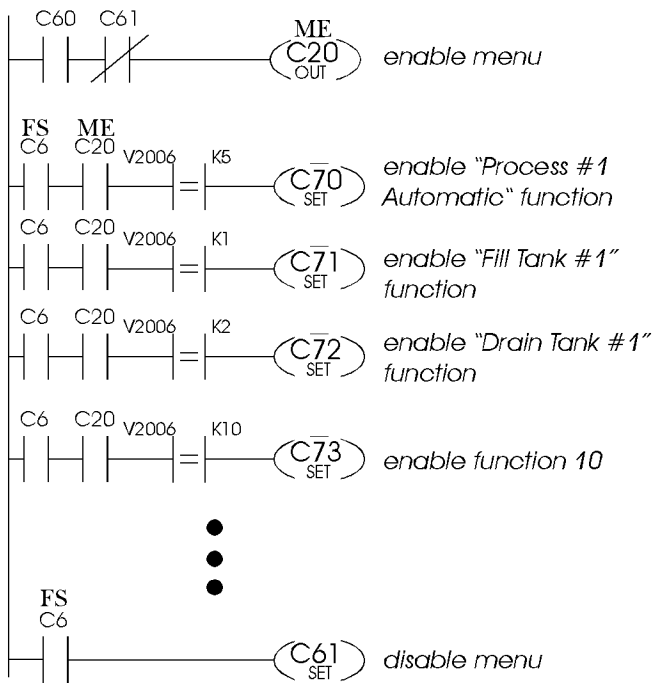 C60 C61 ME
C20
OUT
enable menu
FS ME
C6 C20 V2006 K5
C70
SET
enable "Process #1
Automatic" function
C6 C20 V2006 K1
C71
SET
enable "Fill Tank #1"
function
C6 C20 V2006 K2
C72
SET
enable "Drain Tank #1"
function
C6 C20 V2006 K10
C73
SET
enable function 10
FS
C6
C61
SET
disable menu